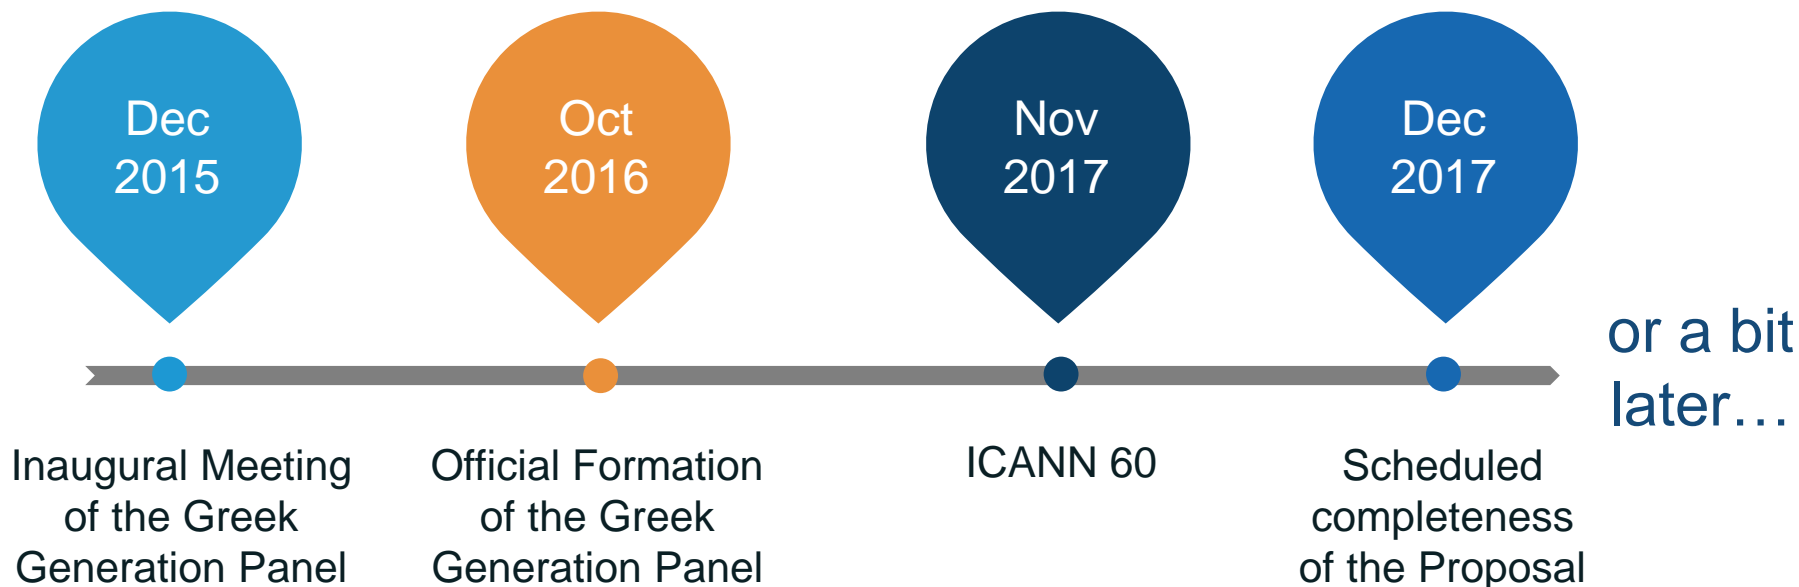 Dec
2015
Oct
2016
Nov
2017
Dec
2017
or a bit
later…
Inaugural Meeting
of the Greek
Generation Panel
Official Formation
of the Greek
Generation Panel
ICANN 60
Scheduled
completeness
of the Proposal